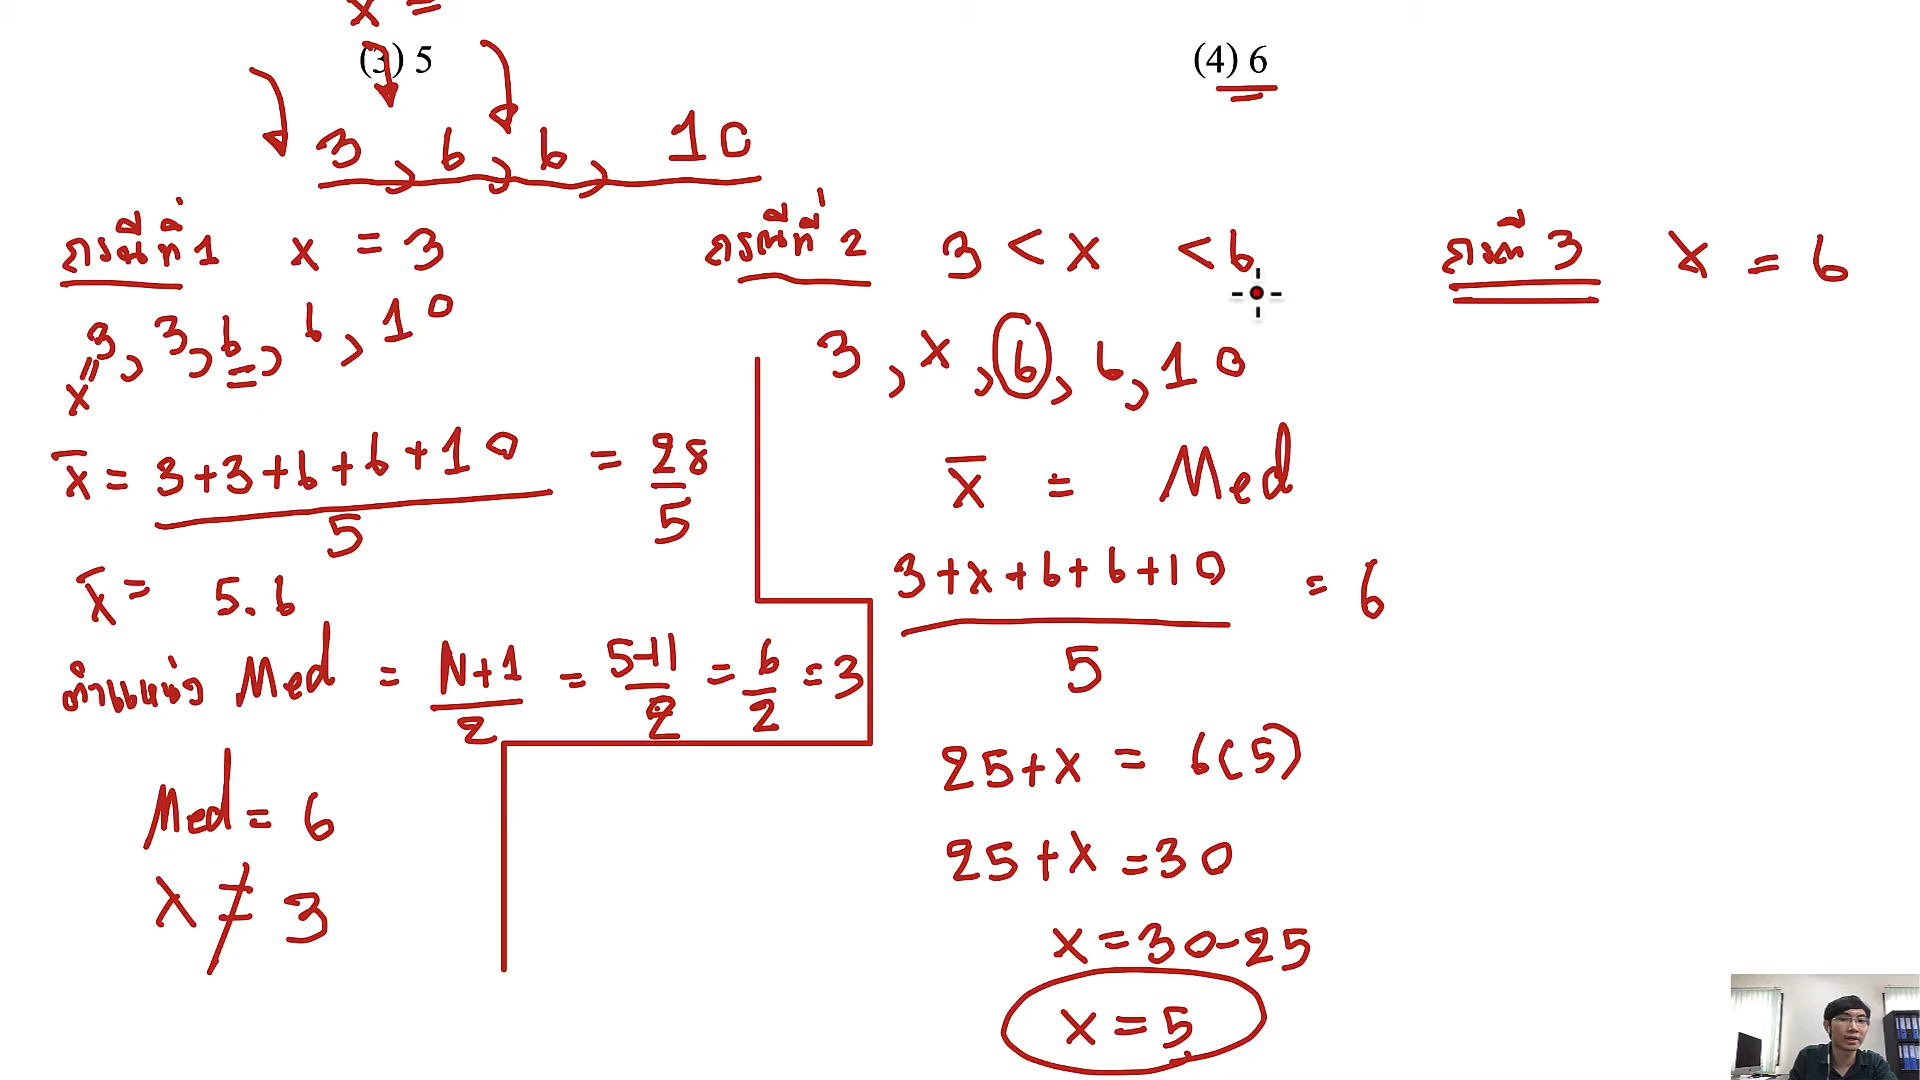 x =
(3) 5
(4) 6
3 , 6 , 6 , 10
กรณีที่ 1 x = 3
3, 3, 6, 6, 10
x
x̄ = 3+3+6+6+10 / 5 = 28 / 5
x̄ = 5.6
ตำแหน่ง Med = N+1 / 2 = 5+1 / 2 = 6 / 2 = 3
Med = 6
x ≠ 3
กรณีที่ 2 3 < x < 6
3 , x , 6 , 6 , 10
x̄ = Med
3+x+6+6+10 / 5 = 6
25+x = 6(5)
25+x = 30
x = 30-25
x = 5
กรณีที่ 3 x = 6